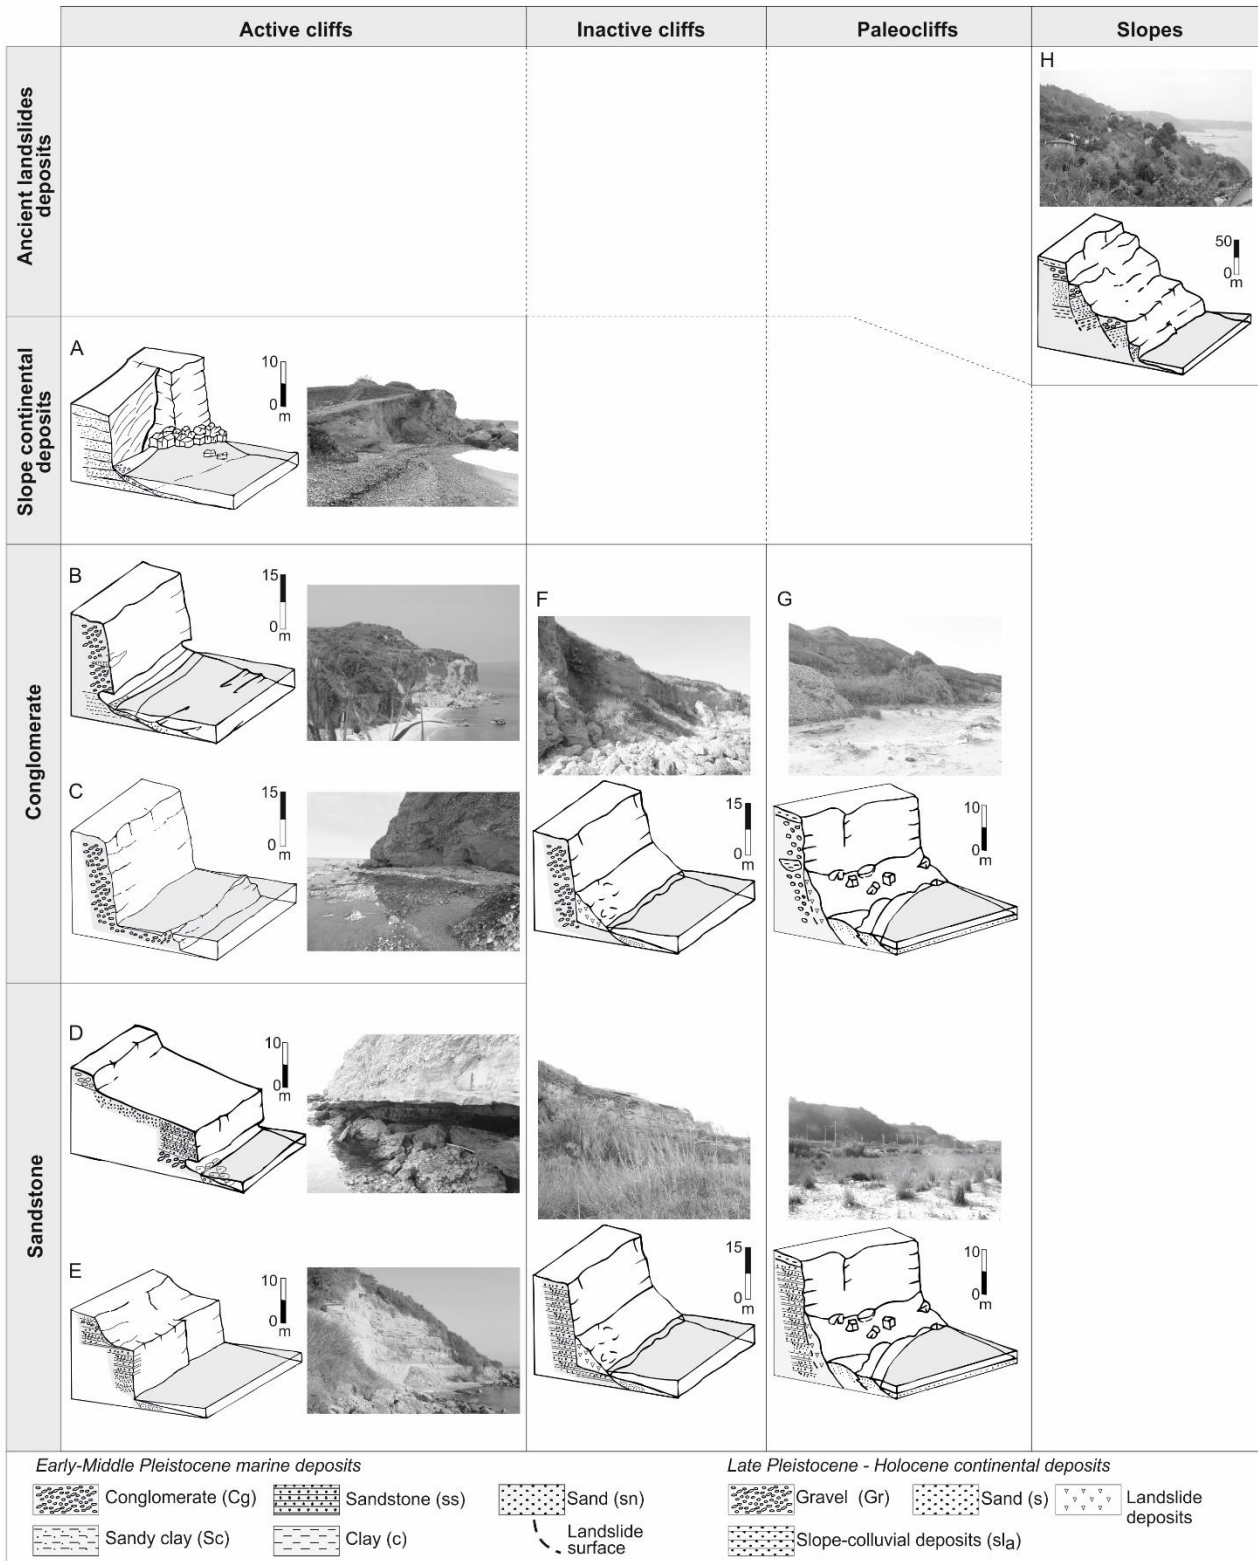 Active cliffs
Inactive cliffs
Paleocliffs
Slopes
Ancient landslides
deposits
H
50
0
m
Slope continental
deposits
A
10
0
m
Conglomerate
B
15
0
m
C
15
0
m
F
15
0
m
G
10
0
m
Sandstone
D
10
0
m
E
10
0
m
15
0
m
10
0
m
Early-Middle Pleistocene marine deposits
Conglomerate (Cg)
Sandstone (ss)
Sand (sn)
Sandy clay (Sc)
Clay (c)
Landslide
surface
Late Pleistocene - Holocene continental deposits
Gravel (Gr)
Sand (s)
Landslide
deposits
Slope-colluvial deposits (sla)